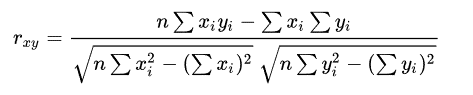 r_{xy} = \frac{n\sum x_i y_i - \sum x_i \sum y_i}{\sqrt{n\sum x_i^2 - (\sum x_i)^2} \sqrt{n\sum y_i^2 - (\sum y_i)^2}}